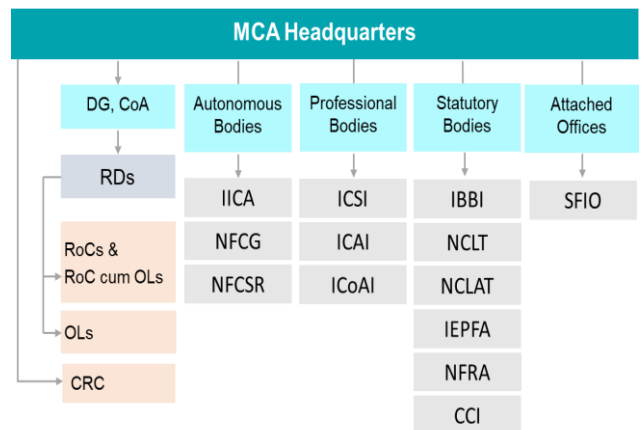 MCA Headquarters
DG, CoA
RDs
RoCs &
RoC cum OLs
OLs
CRC
Autonomous
Bodies
IICA
NFCG
NFCSR
Professional
Bodies
ICSI
ICAI
ICoAI
Statutory
Bodies
IBBI
NCLT
NCLAT
IEPFA
NFRA
CCI
Attached
Offices
SFIO